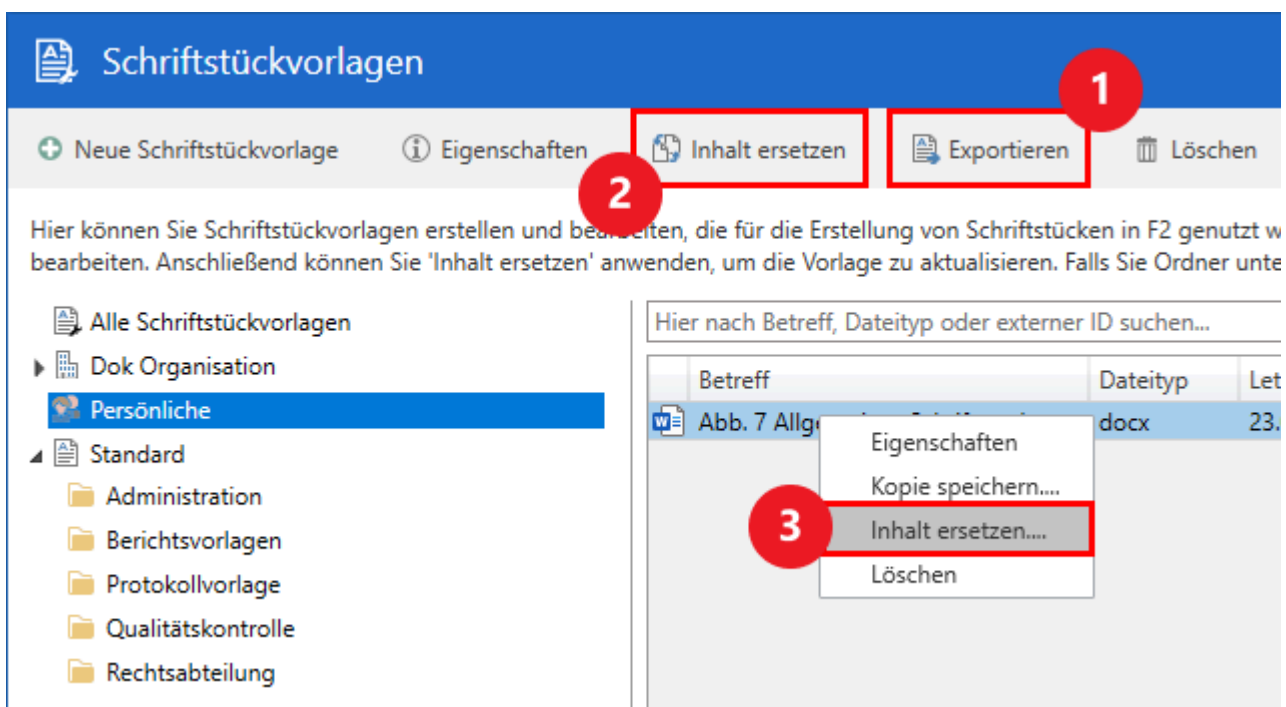 Schriftstückvorlagen
1
Neue Schriftstückvorlage Eigenschaften Inhalt ersetzen Exportieren Löschen
2
Hier können Sie Schriftstückvorlagen erstellen und bearbeiten, die für die Erstellung von Schriftstücken in F2 genutzt w
bearbeiten. Anschließend können Sie 'Inhalt ersetzen' anwenden, um die Vorlage zu aktualisieren. Falls Sie Ordner unte
Alle Schriftstückvorlagen
Dok Organisation
Persönliche
Standard
Administration
Berichtsvorlagen
Protokollvorlage
Qualitätskontrolle
Rechtsabteilung
Hier nach Betreff, Dateityp oder externer ID suchen...
Betreff Dateityp Let
Abb. 7 Allg docx 23.
Eigenschaften
Kopie speichern....
3
Inhalt ersetzen....
Löschen